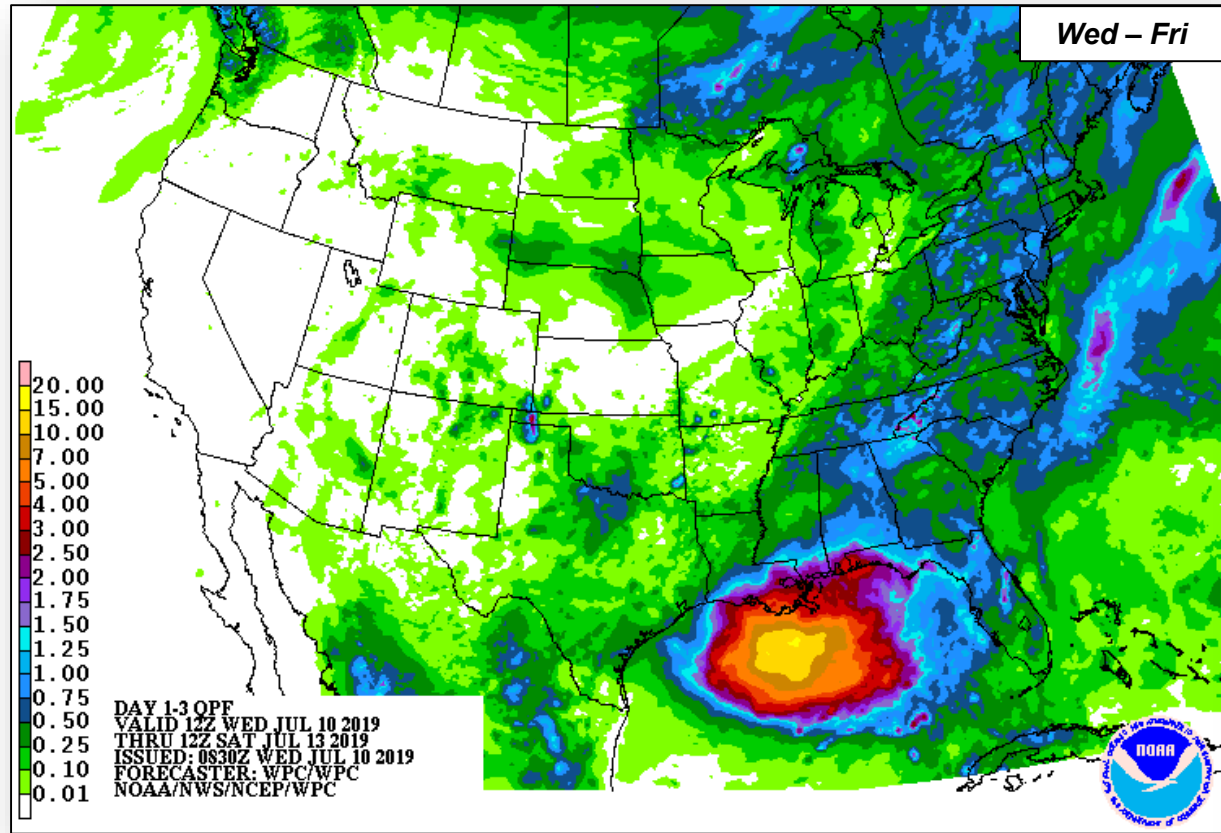 Wed – Fri
20.00
15.00
10.00
7.00
5.00
4.00
3.00
2.50
2.00
1.75
1.50
1.25
1.00
0.75
0.50
0.25
0.10
0.01
DAY 1-3 QPF
VALID 12Z WED JUL 10 2019
THRU 12Z SAT JUL 13 2019
ISSUED: 0830Z WED JUL 10 2019
FORECASTER: WPC/WPC
NOAA/NWS/NCEP/WPC
NOAA